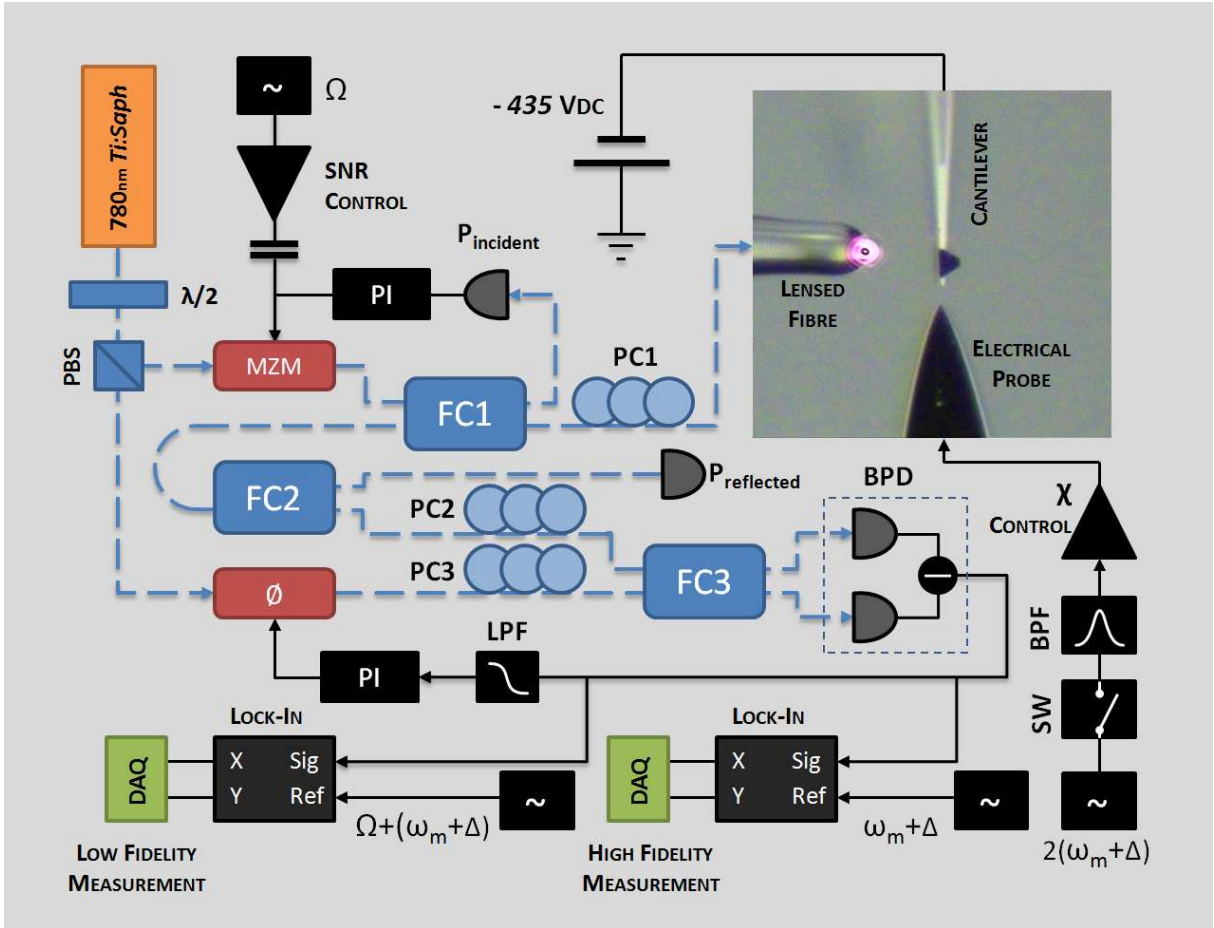 780nm Ti:Saph
λ/2
PBS
~
Ω
SNR
CONTROL
PI
Pincident
MZM
FC1
PC1
- 435 VDC
CANTILEVER
LENSED
FIBRE
ELECTRICAL
PROBE
FC2
Preflected
PC2
PC3
BPD
FC3
Ø
LPF
PI
χ
CONTROL
BPF
SW
~
2(ωm+Δ)
LOCK-IN
DAQ
X Sig
Y Ref
~
Ω+(ωm+Δ)
LOW FIDELITY
MEASUREMENT
LOCK-IN
DAQ
X Sig
Y Ref
~
ωm+Δ
HIGH FIDELITY
MEASUREMENT